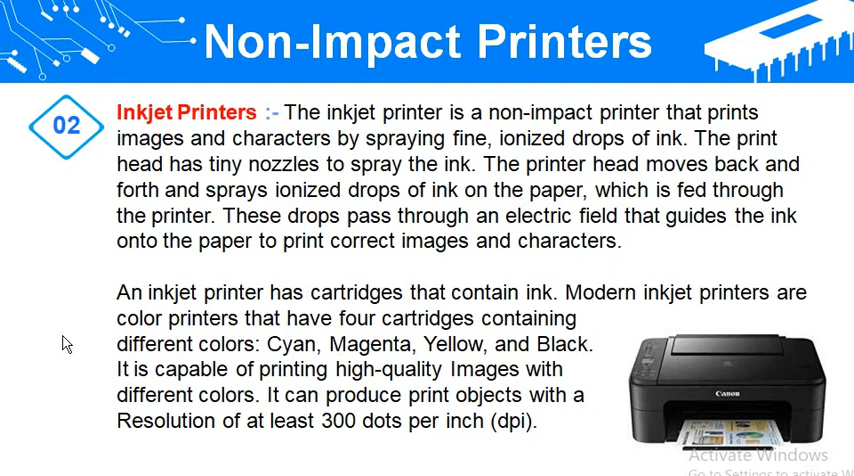 Non-Impact Printers
02
Inkjet Printers :- The inkjet printer is a non-impact printer that prints
images and characters by spraying fine, ionized drops of ink. The print
head has tiny nozzles to spray the ink. The printer head moves back and
forth and sprays ionized drops of ink on the paper, which is fed through
the printer. These drops pass through an electric field that guides the ink
onto the paper to print correct images and characters.
An inkjet printer has cartridges that contain ink. Modern inkjet printers are
color printers that have four cartridges containing
different colors: Cyan, Magenta, Yellow, and Black.
It is capable of printing high-quality Images with
different colors. It can produce print objects with a
Resolution of at least 300 dots per inch (dpi).
Canon
Activate Windows
Go to Settings to activate W